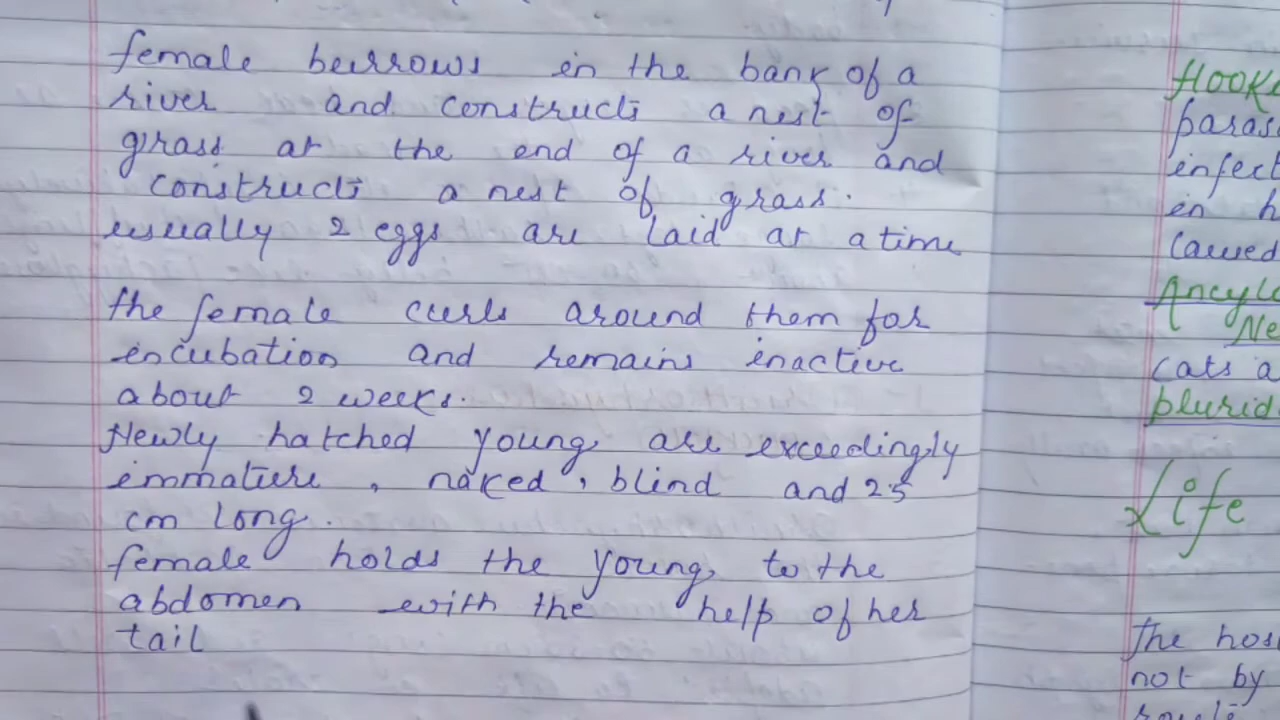 female burrows in the bank of a
river and constructs a nest of
grass at the end of a river and
constructs a nest of grass.
usually 2 eggs are laid at a time
the female curls around them for
incubation and remains inactive
about 2 weeks.
Newly hatched young are exceedingly
immature, naked, blind and 2.5
cm long.
female holds the young to the
abdomen with the help of her
tail
HOOK
paras
infect
in h
caused
Ancylo
Ne
cats a
blurid
Life
The hos
not by